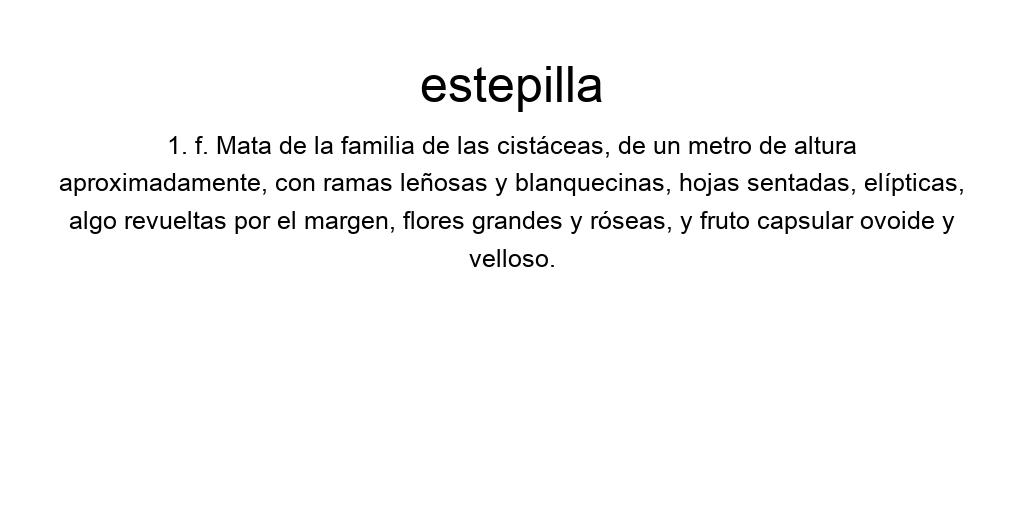 estepilla
1. f. Mata de la familia de las cistáceas, de un metro de altura
aproximadamente, con ramas leñosas y blanquecinas, hojas sentadas, elípticas,
algo revueltas por el margen, flores grandes y róseas, y fruto capsular ovoide y
velloso.